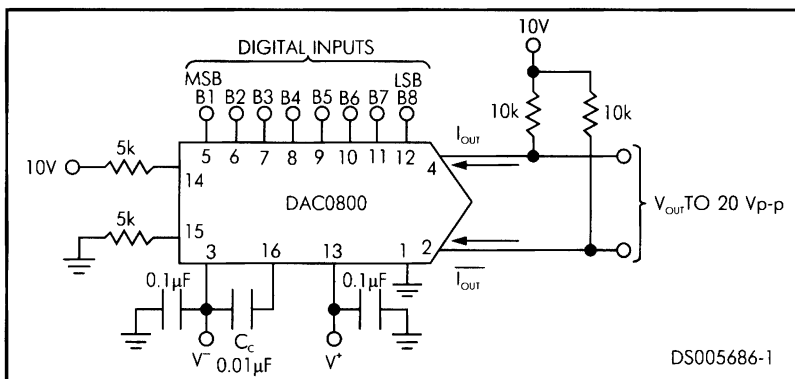 10V
DIGITAL INPUTS
MSB LSB
B1 B2 B3 B4 B5 B6 B7 B8
10k 10k
5k
10V
I_OUT
5 6 7 8 9 10 11 12
14 4
DAC0800
V_OUT TO 20 Vp-p
5k
15
3 16 13 1 2
I_OUT
0.1μF 0.1μF
C_C
V⁻ 0.01μF V⁺
DS005686-1